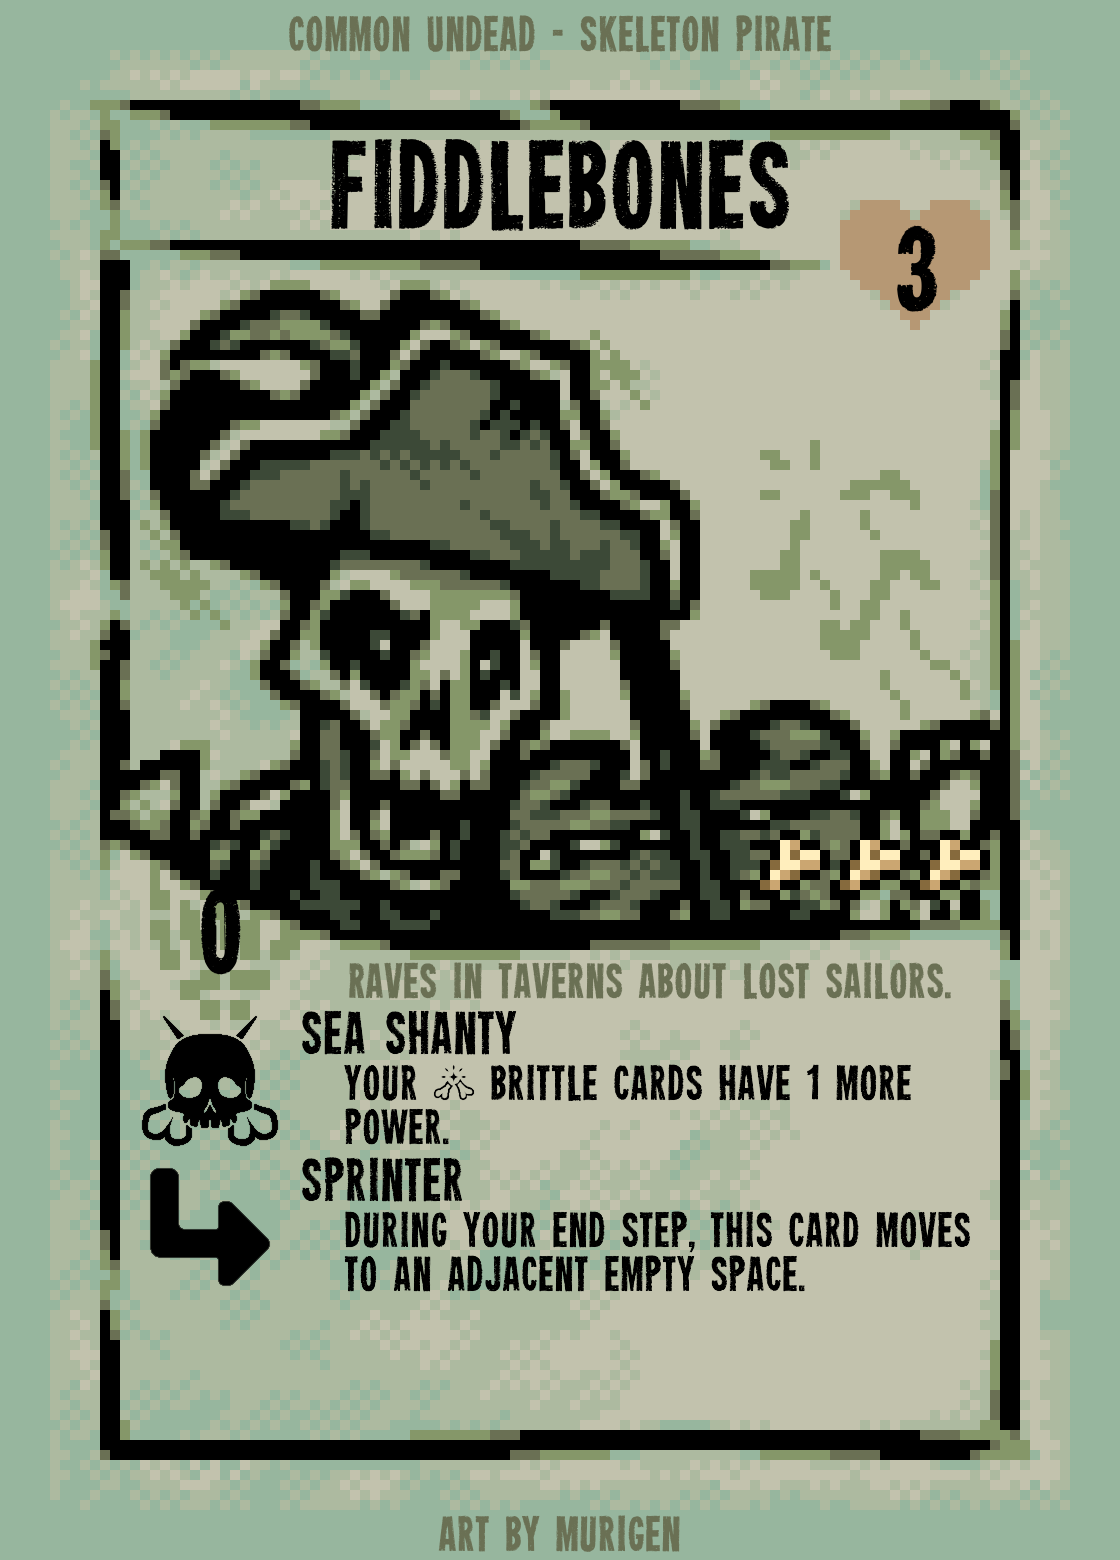 COMMON UNDEAD - SKELETON PIRATE
FIDDLEBONES
3
0
RAVES IN TAVERNS ABOUT LOST SAILORS.
SEA SHANTY
YOUR BRITTLE CARDS HAVE 1 MORE
POWER.
SPRINTER
DURING YOUR END STEP, THIS CARD MOVES
TO AN ADJACENT EMPTY SPACE.
ART BY MURIGEN